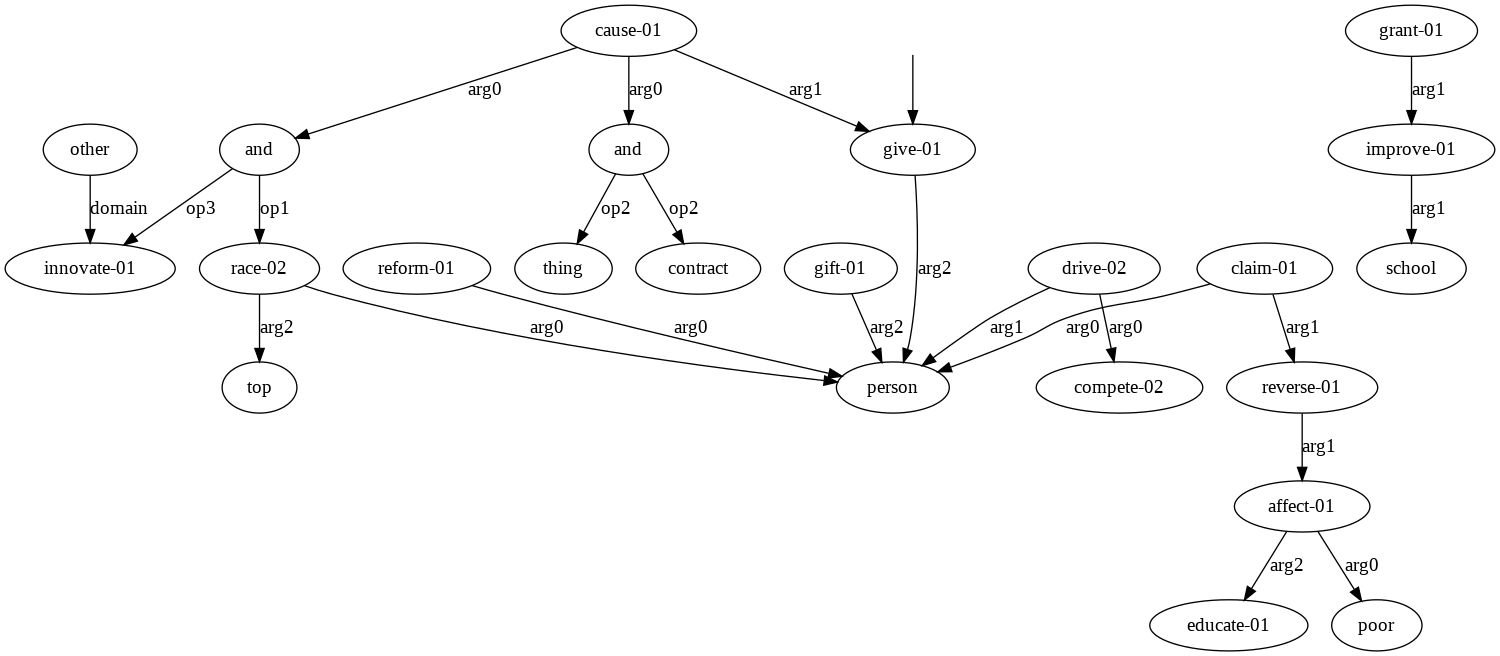 cause-01
grant-01
arg0
arg0
arg1
arg1
other
and
and
give-01
improve-01
domain
op3
op1
op2
op2
arg1
innovate-01
race-02
reform-01
thing
contract
gift-01
arg2
drive-02
claim-01
school
arg2
arg0
arg0
arg2
arg1
arg0
arg0
arg1
top
person
compete-02
reverse-01
arg1
affect-01
arg2
arg0
educate-01
poor